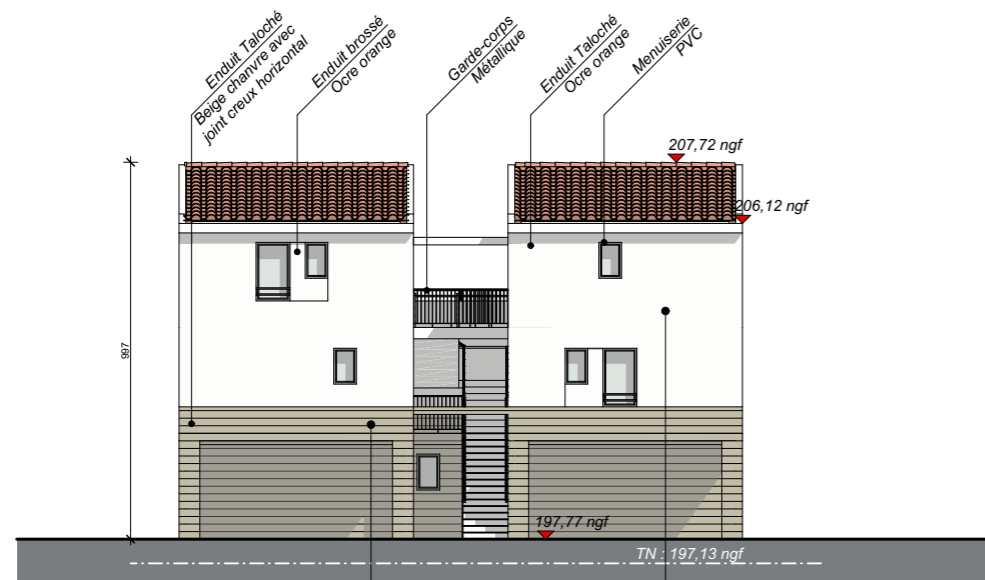 Enduit Taloché
Beige chanvre avec
joint creux horizontal
Enduit brossé
Ocre orange
Garde-corps
Métallique
Enduit Taloché
Ocre orange
Menuiserie
PVC
207,72 ngf
206,12 ngf
997
197,77 ngf
TN : 197,13 ngf